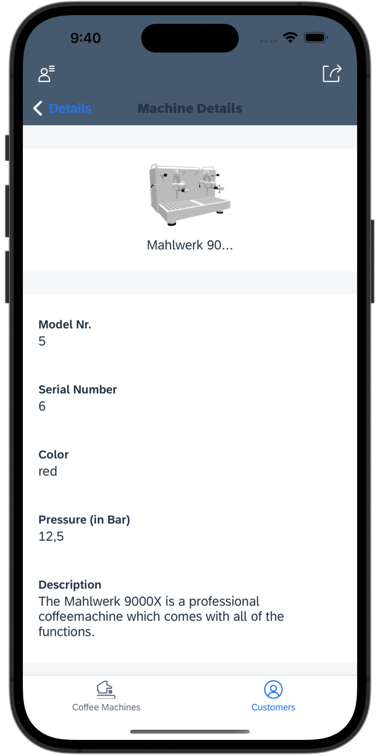 9:40
Details
Machine Details
Mahlwerk 90...
Model Nr.
5
Serial Number
6
Color
red
Pressure (in Bar)
12,5
Description
The Mahlwerk 9000X is a professional
coffeemachine which comes with all of the
functions.
Coffee Machines
Customers